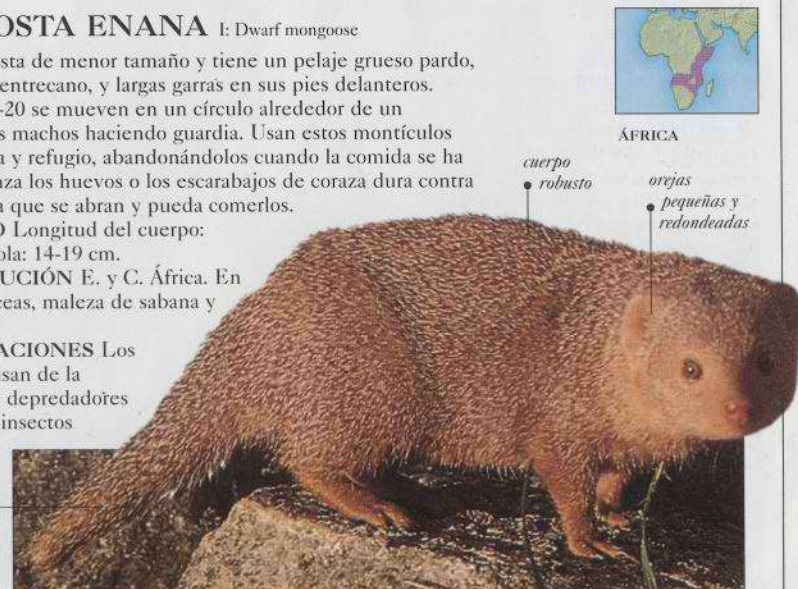 OSTA ENANA I: Dwarf mongoose
sta de menor tamaño y tiene un pelaje grueso pardo,
entrecano, y largas garras en sus pies delanteros.
-20 se mueven en un círculo alrededor de un
s machos haciendo guardia. Usan estos montículos
a y refugio, abandonándolos cuando la comida se ha
nza los huevos o los escarabajos de coraza dura contra
a que se abran y pueda comerlos.
O Longitud del cuerpo:
ola: 14-19 cm.
UCIÓN E. y C. África. En
ceas, maleza de sabana y
ACIONES Los
san de la
depredadores
insectos
ÁFRICA
cuerpo
robusto
orejas
pequeñas y
redondeadas